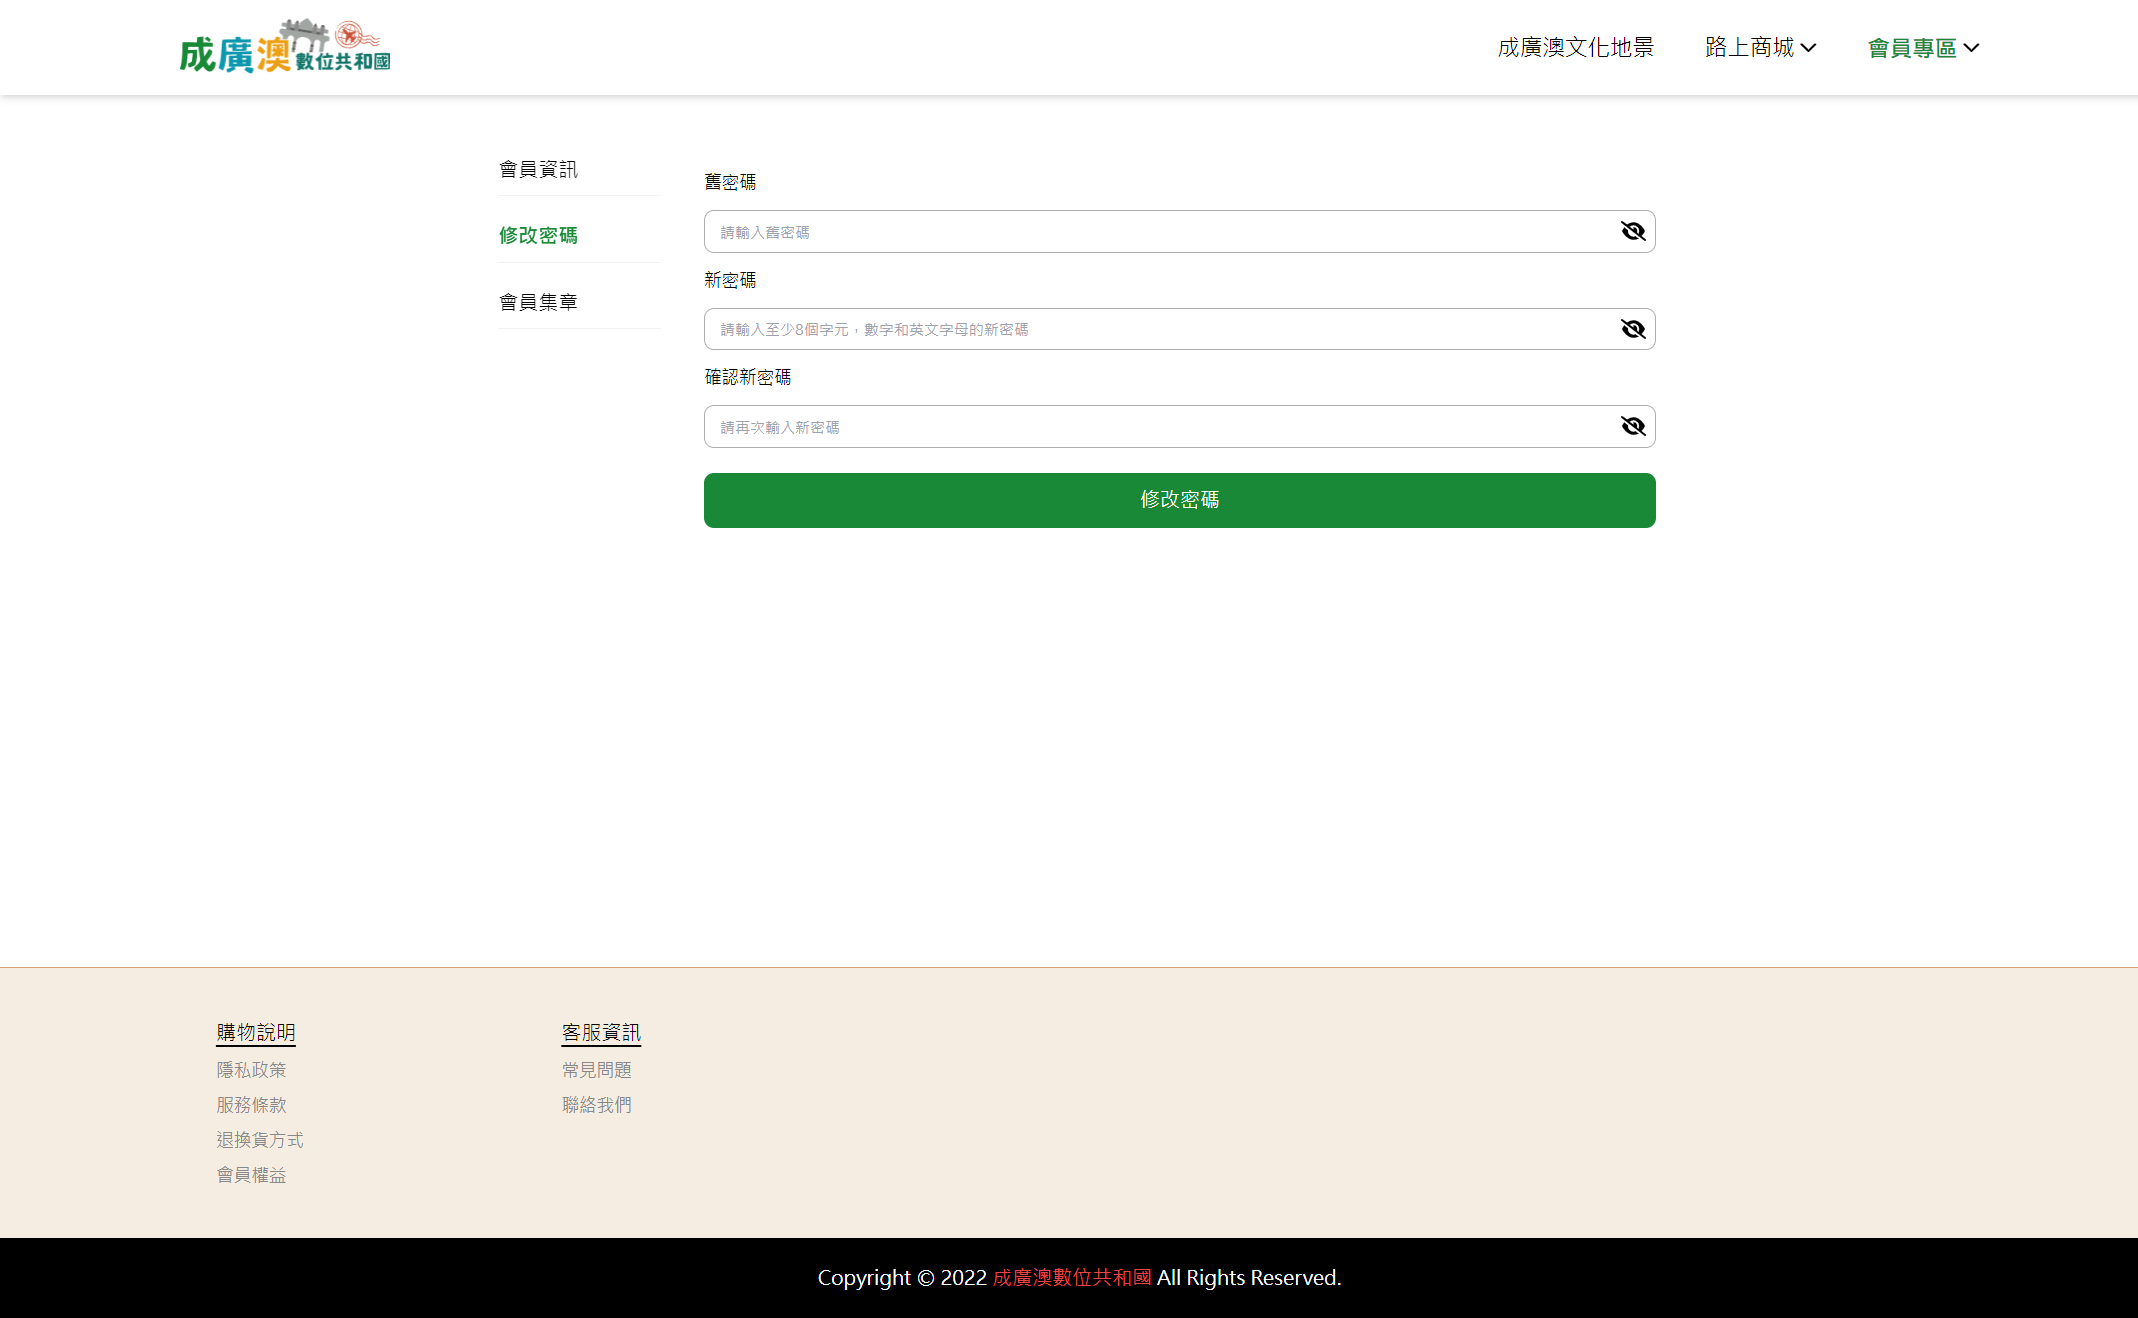 成廣澳數位共和國
成廣澳文化地景
路上商城
會員專區
會員資訊
修改密碼
會員集章
舊密碼
請輸入舊密碼
新密碼
請輸入至少8個字元，數字和英文字母的新密碼
確認新密碼
請再次輸入新密碼
修改密碼
購物說明
隱私政策
服務條款
退換貨方式
會員權益
客服資訊
常見問題
聯絡我們
Copyright © 2022 成廣澳數位共和國 All Rights Reserved.